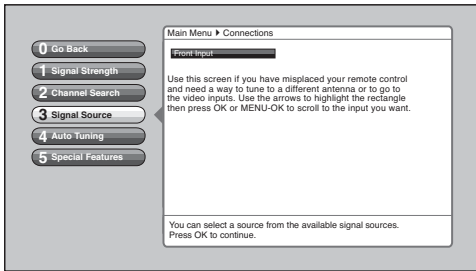 Main Menu ▶ Connections
0 Go Back
1 Signal Strength
2 Channel Search
3 Signal Source
4 Auto Tuning
5 Special Features
Front Input
Use this screen if you have misplaced your remote control
and need a way to tune to a different antenna or to go to
the video inputs. Use the arrows to highlight the rectangle
then press OK or MENU-OK to scroll to the input you want.
You can select a source from the available signal sources.
Press OK to continue.